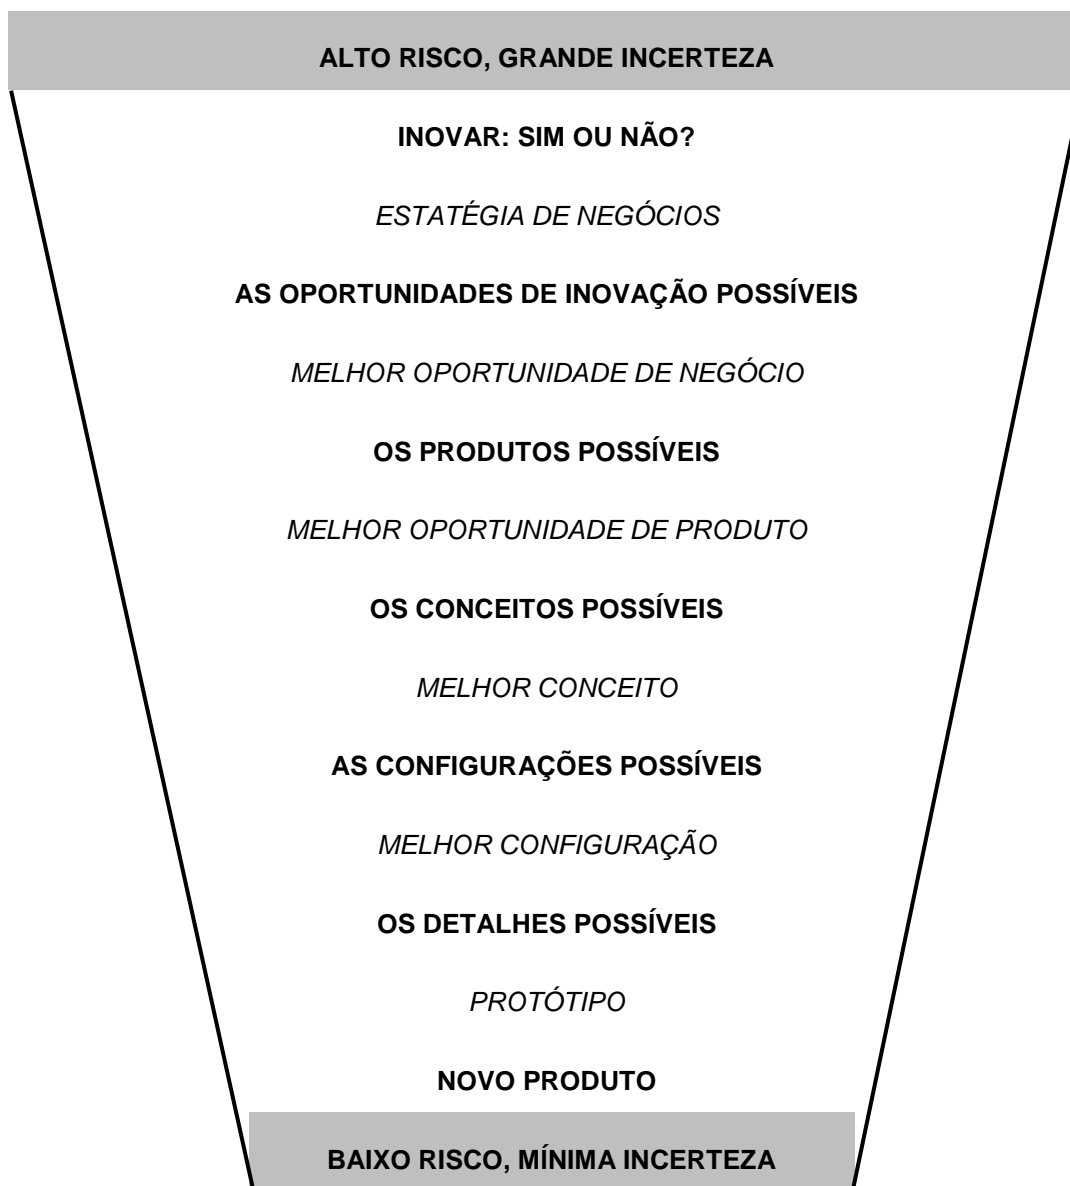 ALTO RISCO, GRANDE INCERTEZA
INOVAR: SIM OU NÃO?
ESTATÉGIA DE NEGÓCIOS
AS OPORTUNIDADES DE INOVAÇÃO POSSÍVEIS
MELHOR OPORTUNIDADE DE NEGÓCIO
OS PRODUTOS POSSÍVEIS
MELHOR OPORTUNIDADE DE PRODUTO
OS CONCEITOS POSSÍVEIS
MELHOR CONCEITO
AS CONFIGURAÇÕES POSSÍVEIS
MELHOR CONFIGURAÇÃO
OS DETALHES POSSÍVEIS
PROTÓTIPO
NOVO PRODUTO
BAIXO RISCO, MÍNIMA INCERTEZA